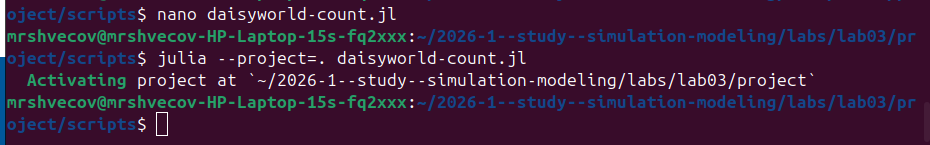 oject/scripts$ nano daisyworld-count.jl
mrshvecov@mrshvecov-HP-Laptop-15s-fq2xxx:~/2026-1--study--simulation-modeling/labs/lab03/pr
oject/scripts$ julia --project=. daisyworld-count.jl
  Activating project at `~/2026-1--study--simulation-modeling/labs/lab03/project`
mrshvecov@mrshvecov-HP-Laptop-15s-fq2xxx:~/2026-1--study--simulation-modeling/labs/lab03/pr
oject/scripts$